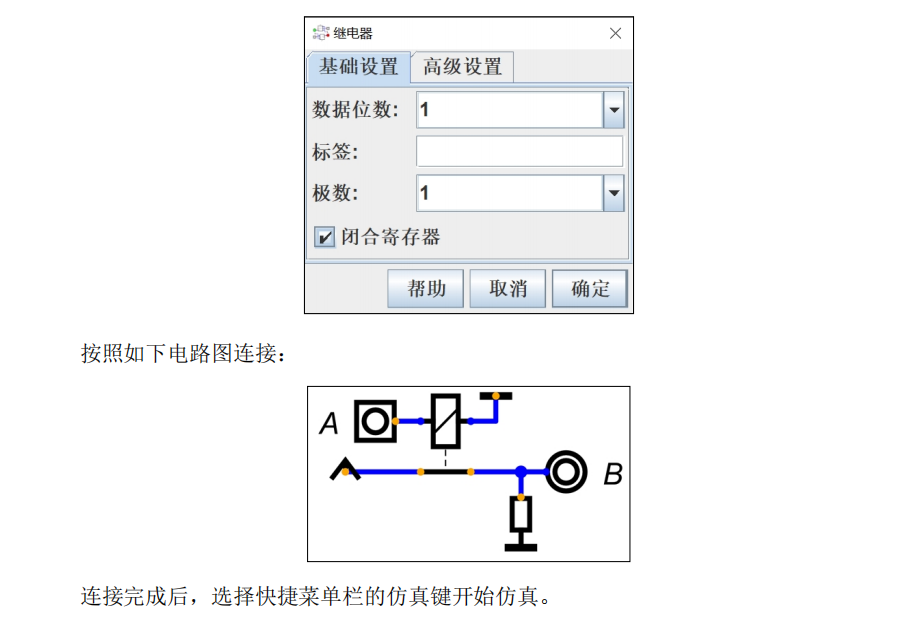 继电器
基础设置 高级设置
数据位数: 1
标签:
极数: 1
闭合寄存器
帮助 取消 确定
按照如下电路图连接：
A
B
连接完成后，选择快捷菜单栏的仿真键开始仿真。